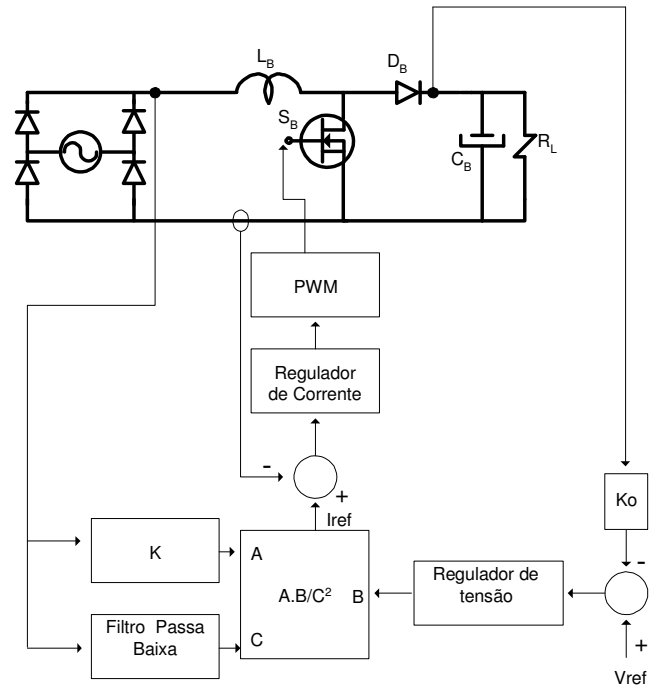 L_B
D_B
S_B
C_B
R_L
PWM
Regulador
de Corrente
-
+
Iref
Ko
-
K
A
A.B/C²
B
Regulador de
tensão
Filtro Passa
Baixa
C
+
Vref